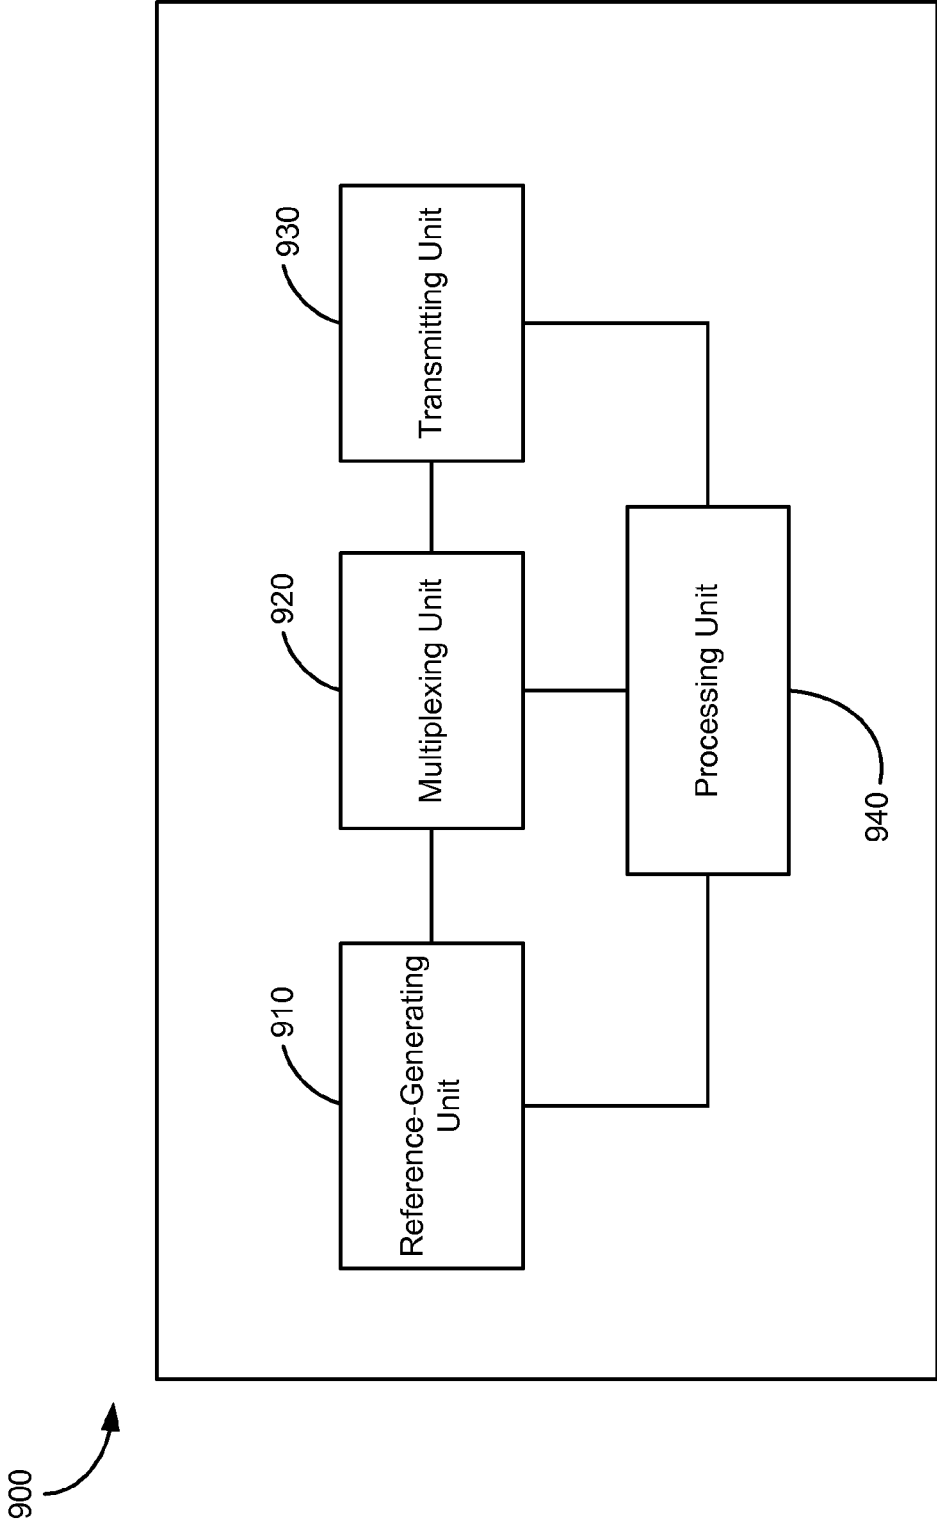 900
910
920
930
Reference-Generating
Unit
Multiplexing Unit
Transmitting Unit
Processing Unit
940